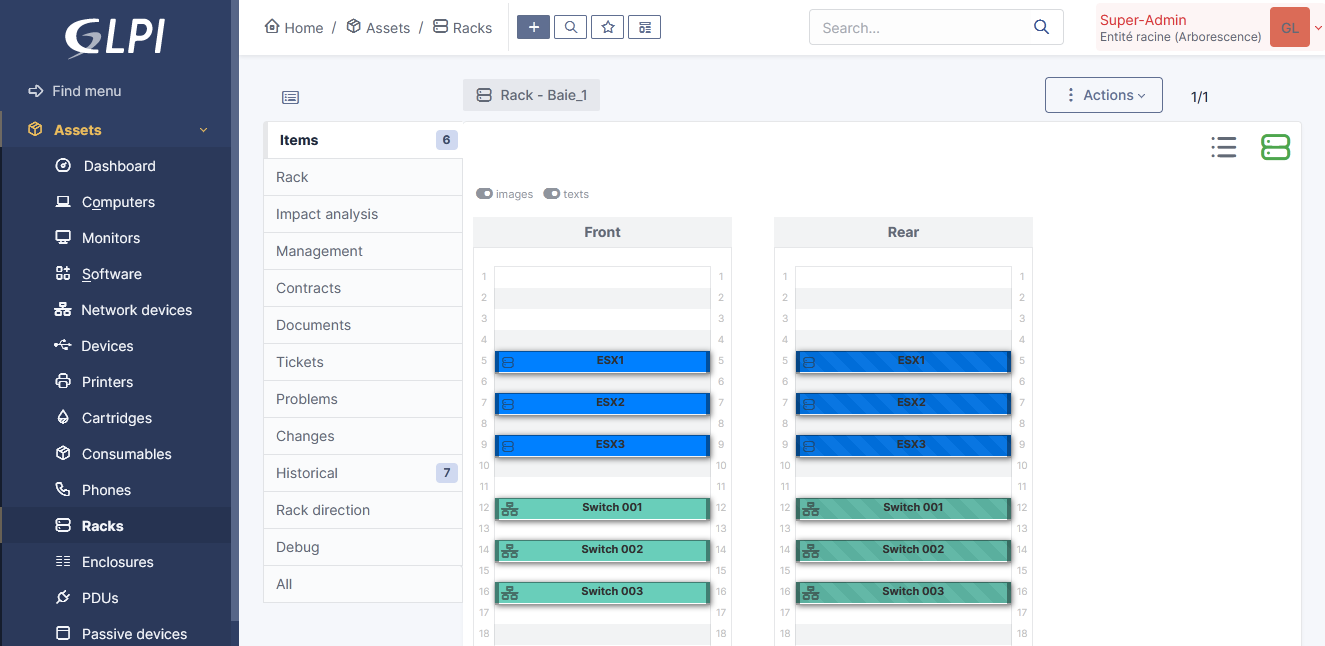 GLPI
Find menu
Assets
Dashboard
Computers
Monitors
Software
Network devices
Devices
Printers
Cartridges
Consumables
Phones
Racks
Enclosures
PDUs
Passive devices
Home / Assets / Racks
Search...
Super-Admin
Entité racine (Arborescence)
GL
Rack - Baie_1
Actions
1/1
Items 6
Rack
Impact analysis
Management
Contracts
Documents
Tickets
Problems
Changes
Historical 7
Rack direction
Debug
All
images texts
Front Rear
1 1 1 1
2 2 2 2
3 3 3 3
4 4 4 4
5 ESX1 5 5 ESX1 5
6 6 6 6
7 ESX2 7 7 ESX2 7
8 8 8 8
9 ESX3 9 9 ESX3 9
10 10 10 10
11 11 11 11
12 Switch 001 12 12 Switch 001 12
13 13 13 13
14 Switch 002 14 14 Switch 002 14
15 15 15 15
16 Switch 003 16 16 Switch 003 16
17 17 17 17
18 18 18 18